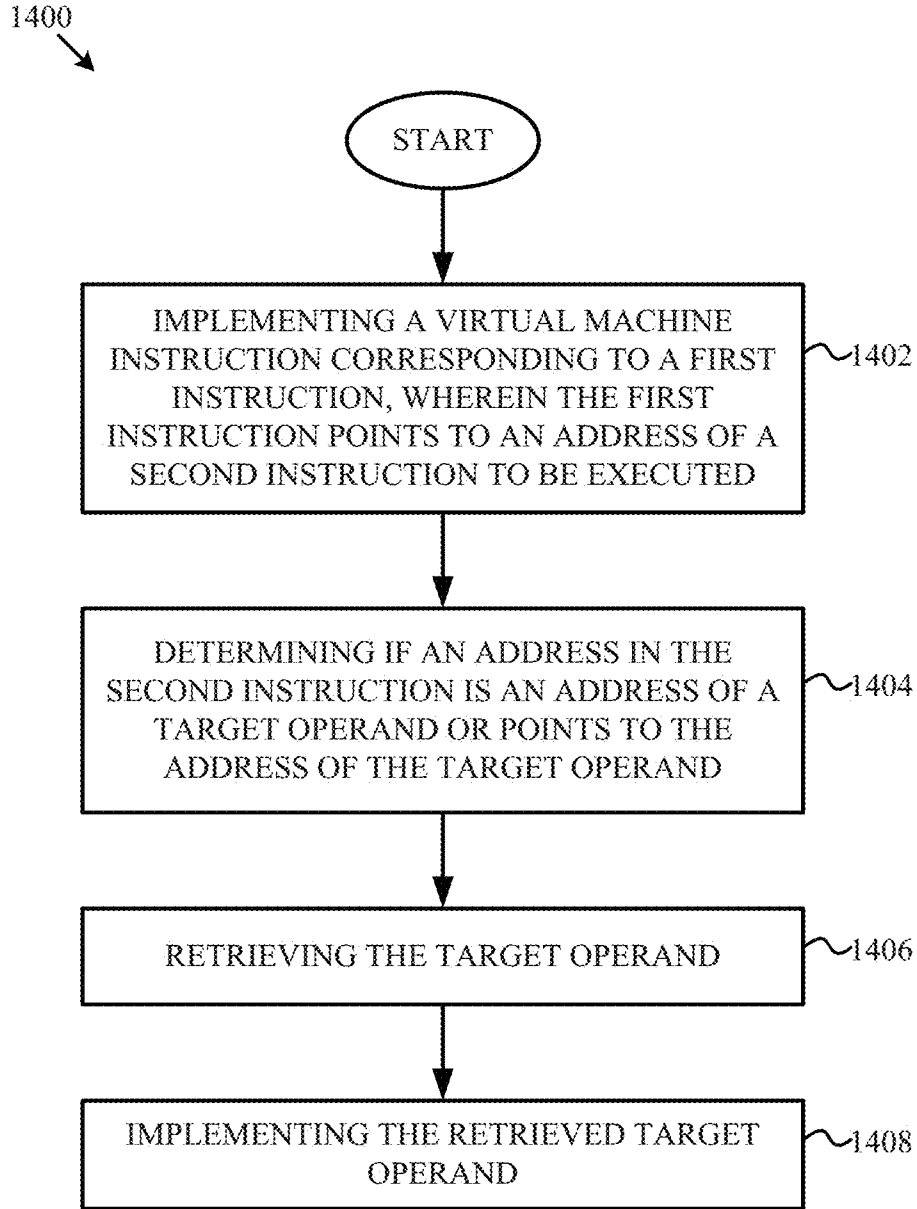 1400
START
IMPLEMENTING A VIRTUAL MACHINE
INSTRUCTION CORRESPONDING TO A FIRST
INSTRUCTION, WHEREIN THE FIRST
INSTRUCTION POINTS TO AN ADDRESS OF A
SECOND INSTRUCTION TO BE EXECUTED
1402
DETERMINING IF AN ADDRESS IN THE
SECOND INSTRUCTION IS AN ADDRESS OF A
TARGET OPERAND OR POINTS TO THE
ADDRESS OF THE TARGET OPERAND
1404
RETRIEVING THE TARGET OPERAND
1406
IMPLEMENTING THE RETRIEVED TARGET
OPERAND
1408